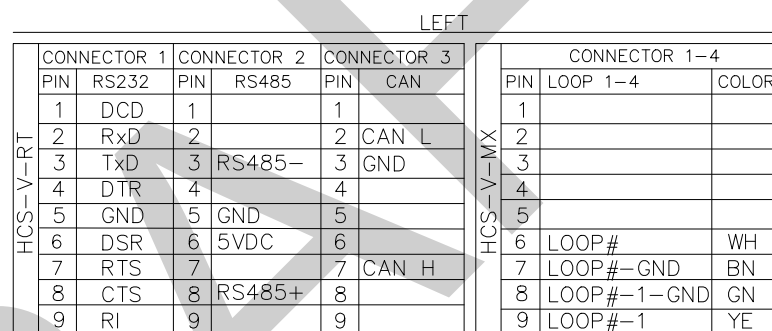 LEFT
CONNECTOR 1 CONNECTOR 2 CONNECTOR 3 CONNECTOR 1-4
PIN RS232 PIN RS485 PIN CAN PIN LOOP 1-4 COLOR
HCS-V-RT
HCS-V-MX
1 DCD 1 1 1
2 RxD 2 2 CAN L 2
3 TxD 3 RS485- 3 GND 3
4 DTR 4 4 4
5 GND 5 GND 5 5
6 DSR 6 5VDC 6 6 LOOP# WH
7 RTS 7 7 CAN H 7 LOOP#-GND BN
8 CTS 8 RS485+ 8 8 LOOP#-1-GND GN
9 RI 9 9 9 LOOP#-1 YE